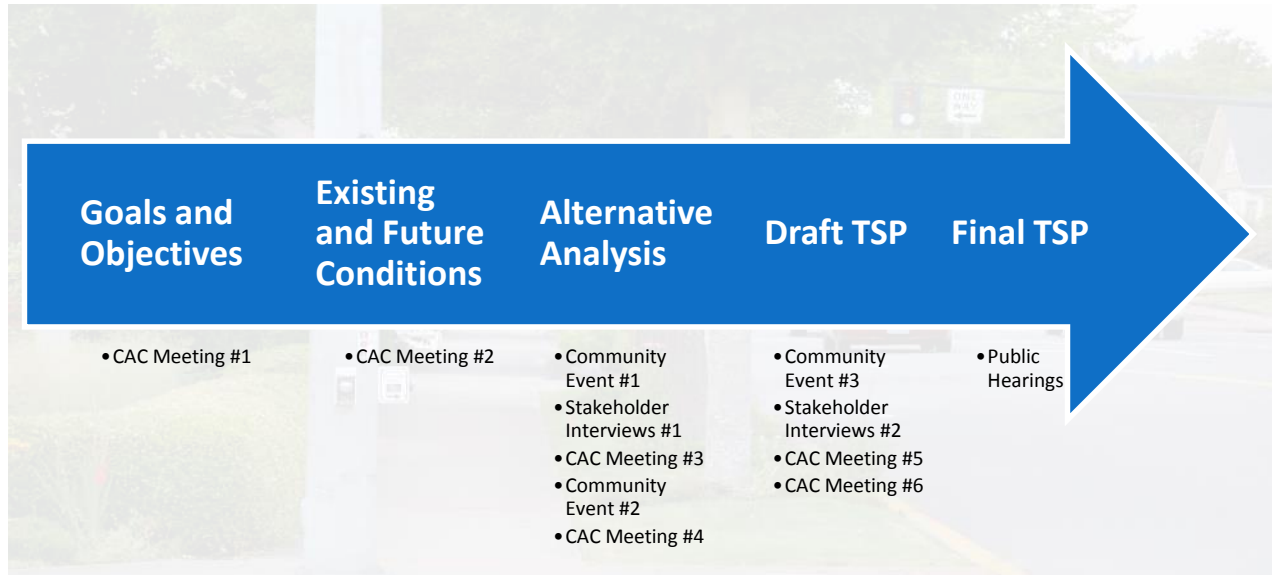 Goals and
Objectives
• CAC Meeting #1
Existing
and Future
Conditions
• CAC Meeting #2
Alternative
Analysis
• Community
Event #1
• Stakeholder
Interviews #1
• CAC Meeting #3
• Community
Event #2
• CAC Meeting #4
Draft TSP
• Community
Event #3
• Stakeholder
Interviews #2
• CAC Meeting #5
• CAC Meeting #6
Final TSP
• Public
Hearings
ONE
WAY